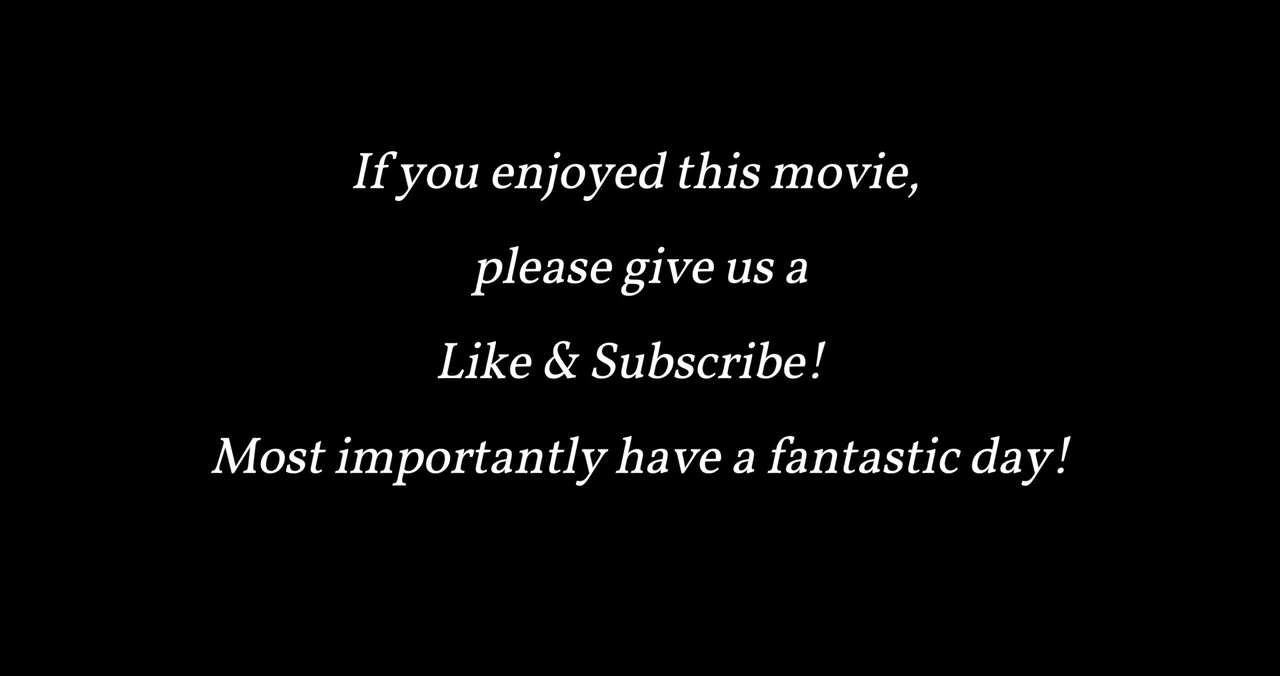 If you enjoyed this movie,
please give us a
Like & Subscribe!
Most importantly have a fantastic day!